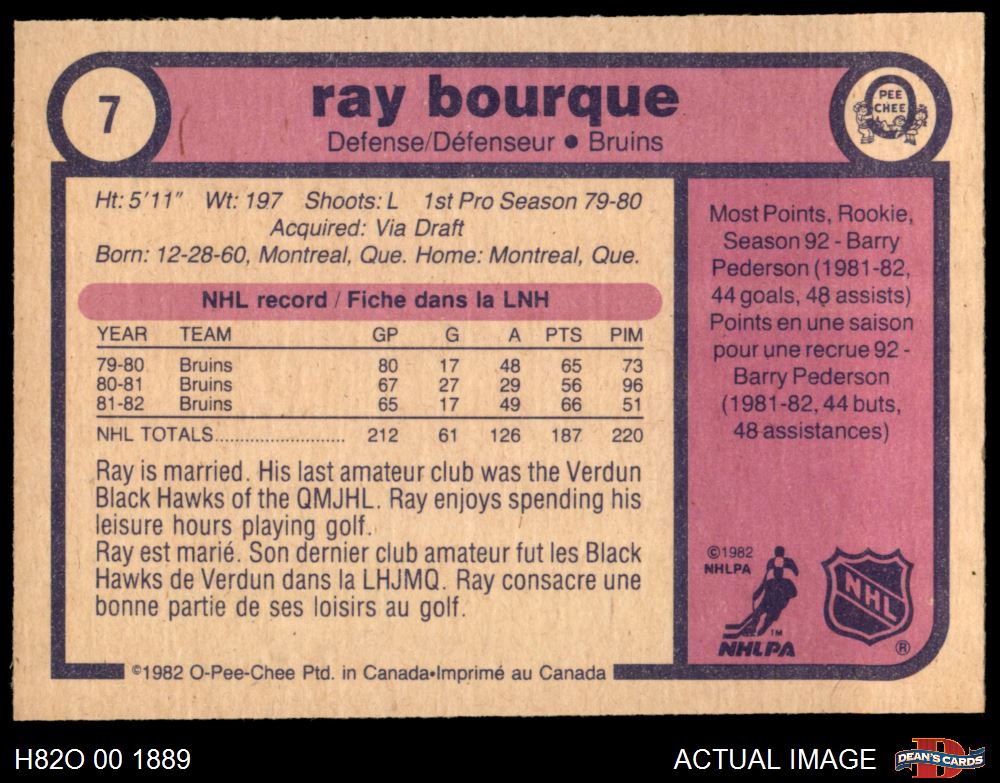 7
ray bourque
Defense/Défenseur ● Bruins
PEE
CHEE
Ht: 5'11" Wt: 197 Shoots: L 1st Pro Season 79-80
Acquired: Via Draft
Born: 12-28-60, Montreal, Que. Home: Montreal, Que.
NHL record / Fiche dans la LNH
YEAR TEAM GP G A PTS PIM
79-80 Bruins 80 17 48 65 73
80-81 Bruins 67 27 29 56 96
81-82 Bruins 65 17 49 66 51
NHL TOTALS.......................... 212 61 126 187 220
Ray is married. His last amateur club was the Verdun
Black Hawks of the QMJHL. Ray enjoys spending his
leisure hours playing golf.
Ray est marié. Son dernier club amateur fut les Black
Hawks de Verdun dans la LHJMQ. Ray consacre une
bonne partie de ses loisirs au golf.
Most Points, Rookie,
Season 92 - Barry
Pederson (1981-82,
44 goals, 48 assists)
Points en une saison
pour une recrue 92 -
Barry Pederson
(1981-82, 44 buts,
48 assistances)
©1982
NHLPA
TM
NHLPA
NHL
®
©1982 O-Pee-Chee Ptd. in Canada•Imprimé au Canada
H82O 00 1889
ACTUAL IMAGE
D
DEAN'S CARDS